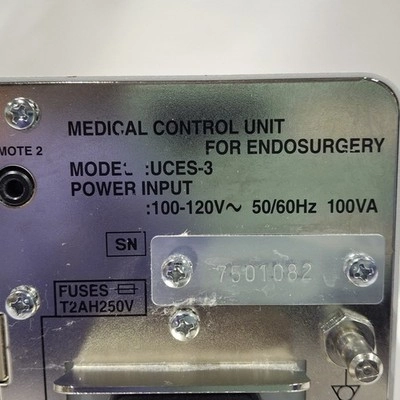 MEDICAL CONTROL UNIT
FOR ENDOSURGERY
MOTE 2
MODEL :UCES-3
POWER INPUT
:100-120V～ 50/60Hz 100VA
SN
7501082
FUSES
T2AH250V